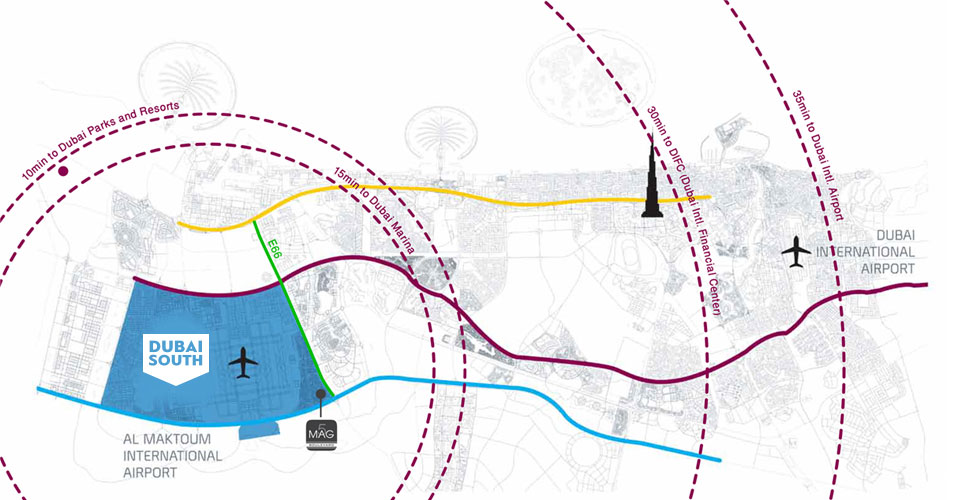 10min to Dubai Parks and Resorts
15min to Dubai Marina
30min to DIFC (Dubai Intl. Financial Center)
35min to Dubai Intl. Airport
E66
DUBAI
INTERNATIONAL
AIRPORT
DUBAI
SOUTH
MAG
AL MAKTOUM
INTERNATIONAL
AIRPORT